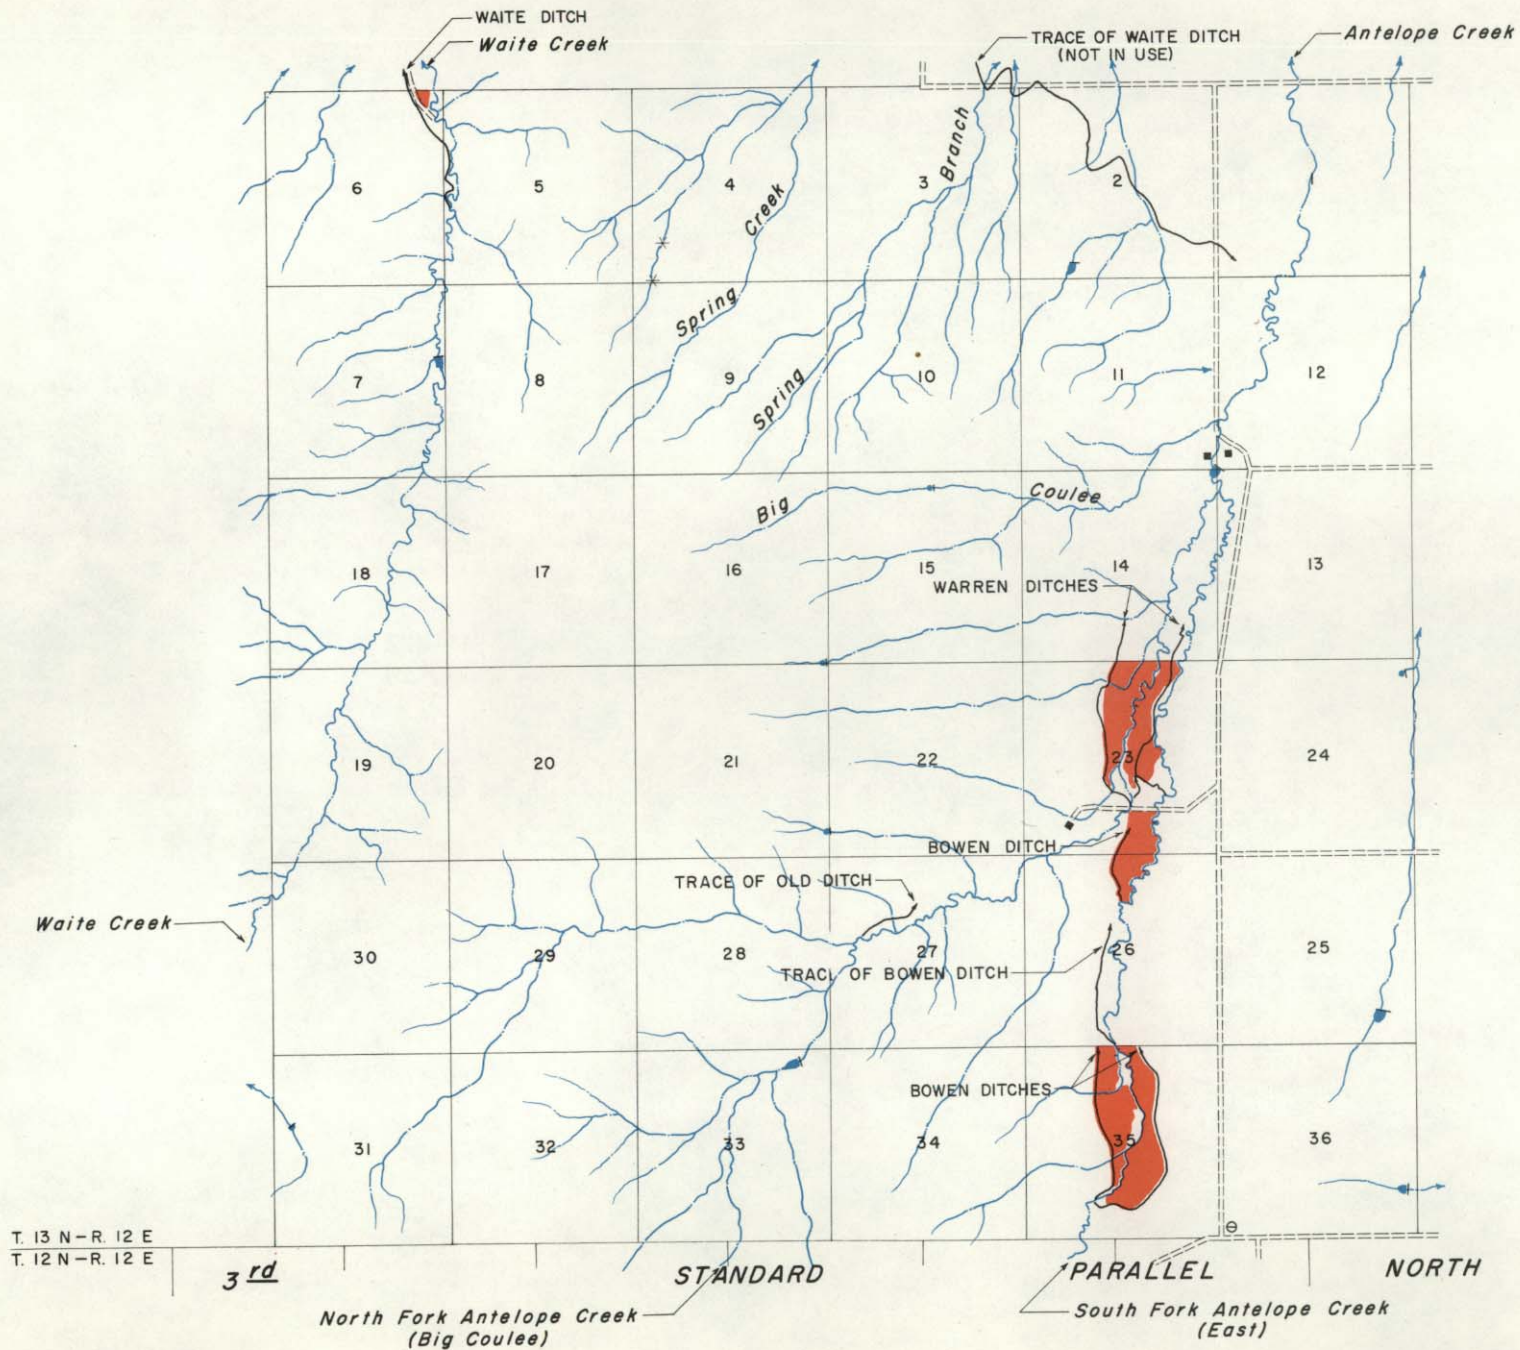 WAITE DITCH
Waite Creek
TRACE OF WAITE DITCH
(NOT IN USE)
Antelope Creek
6
5
4
3
2
Creek
Branch
Spring
7
8
9
Spring
10
11
12
Big
Coulee
18
17
16
15
14
13
WARREN DITCHES
19
20
21
22
23
24
BOWEN DITCH
TRACE OF OLD DITCH
Waite Creek
30
29
28
27
26
25
TRACE OF BOWEN DITCH
BOWEN DITCHES
31
32
33
34
35
36
T. 13 N - R. 12 E
T. 12 N - R. 12 E
3rd
STANDARD
PARALLEL
NORTH
North Fork Antelope Creek
(Big Coulee)
South Fork Antelope Creek
(East)